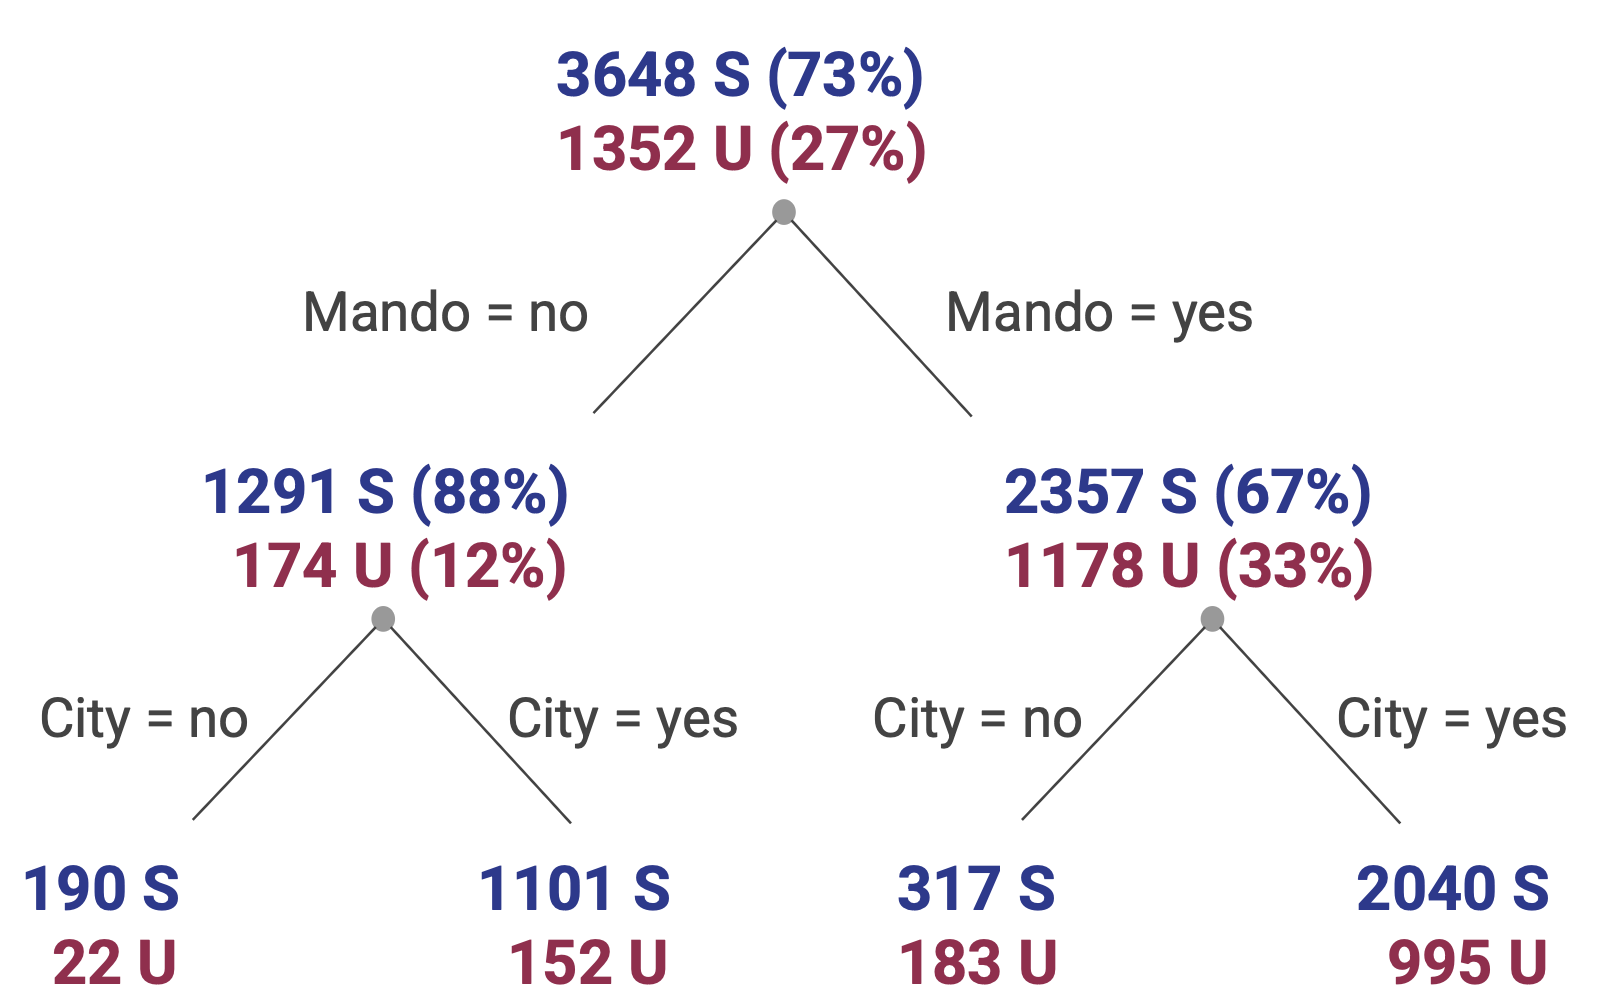 3648 S (73%)
1352 U (27%)
Mando = no
Mando = yes
1291 S (88%)
174 U (12%)
2357 S (67%)
1178 U (33%)
City = no
City = yes
City = no
City = yes
190 S
22 U
1101 S
152 U
317 S
183 U
2040 S
995 U